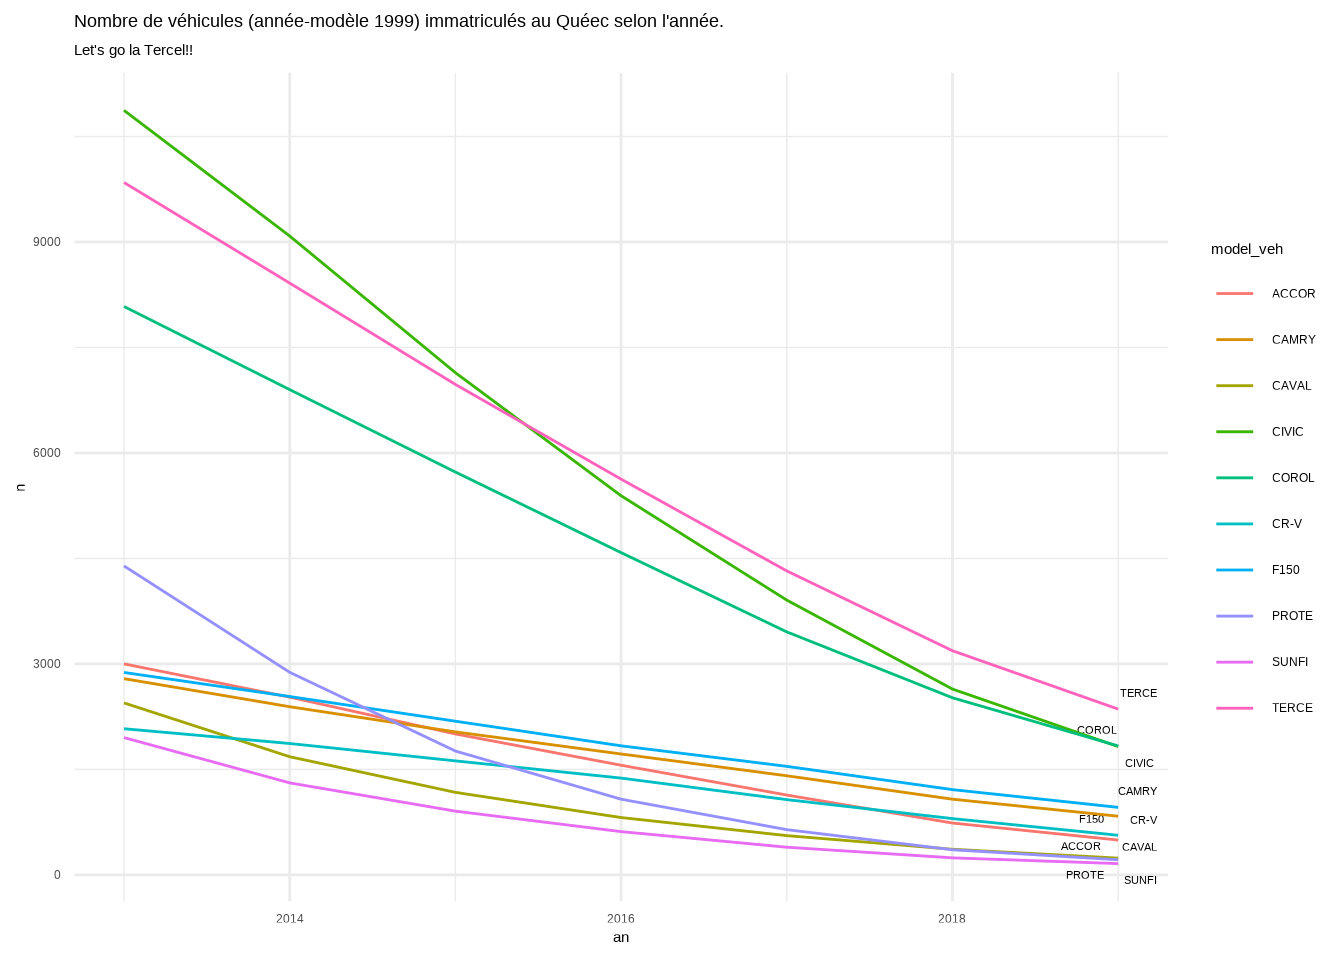 Nombre de véhicules (année-modèle 1999) immatriculés au Quéec selon l'année.
Let's go la Tercel!!
9000
6000
3000
0
n
2014
2016
2018
an
TERCE
COROL
CIVIC
CAMRY
F150
CR-V
ACCOR
CAVAL
PROTE
SUNFI
model_veh
ACCOR
CAMRY
CAVAL
CIVIC
COROL
CR-V
F150
PROTE
SUNFI
TERCE